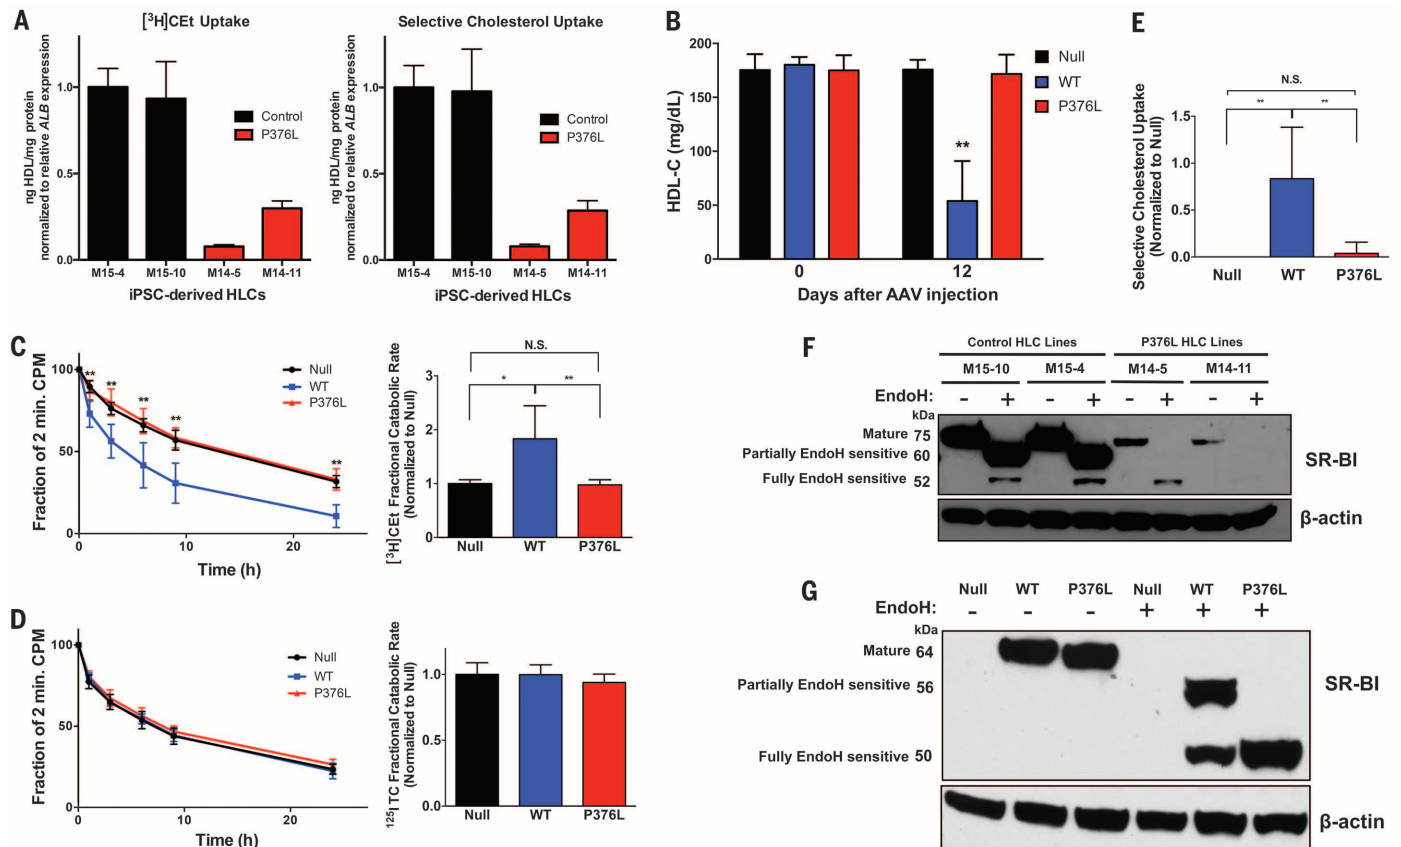 A
[³H]CEt Uptake
ng HDL/mg protein
normalized to relative ALB expression
1.0
0.5
0.0
Control
P376L
M15-4 M15-10 M14-5 M14-11
iPSC-derived HLCs
Selective Cholesterol Uptake
ng HDL/mg protein
normalized to relative ALB expression
1.0
0.5
0.0
Control
P376L
M15-4 M15-10 M14-5 M14-11
iPSC-derived HLCs
B
HDL-C (mg/dL)
200
150
100
50
0
**
Null
WT
P376L
0 12
Days after AAV injection
E
Selective Cholesterol Uptake
(Normalized to Null)
N.S.
** **
1.5
1.0
0.5
0.0
Null WT P376L
C
Fraction of 2 min. CPM
100
50
0
** ** ** ** **
Null
WT
P376L
0 10 20
Time (h)
[³H]CEt Fractional Catabolic Rate
(Normalized to Null)
N.S.
* **
3
2
1
0
Null WT P376L
D
Fraction of 2 min. CPM
100
50
0
Null
WT
P376L
0 10 20
Time (h)
¹²⁵I TC Fractional Catabolic Rate
(Normalized to Null)
1.0
0.5
0.0
Null WT P376L
F
Control HLC Lines P376L HLC Lines
M15-10 M15-4 M14-5 M14-11
EndoH: - + - + - + - +
kDa
Mature 75
Partially EndoH sensitive 60
Fully EndoH sensitive 52
SR-BI
β-actin
G
Null WT P376L Null WT P376L
EndoH: - - - + + +
kDa
Mature 64
Partially EndoH sensitive 56
Fully EndoH sensitive 50
SR-BI
β-actin